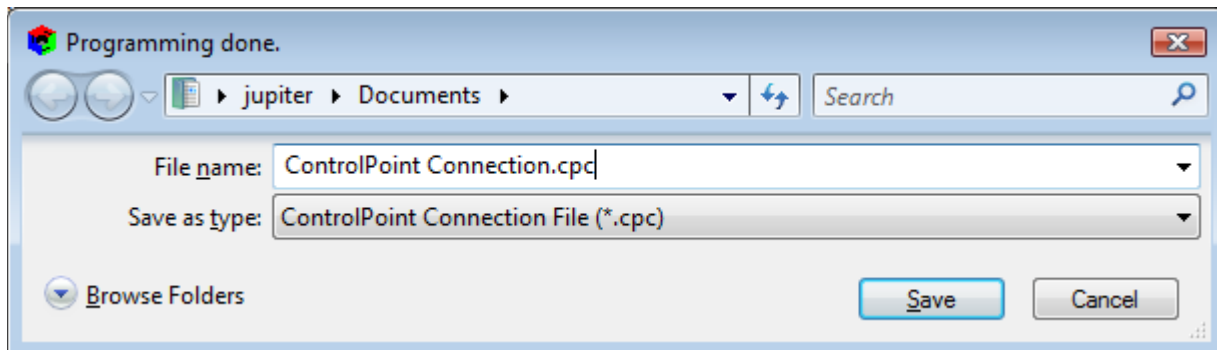 Programming done.
jupiter Documents Search
File name: ControlPoint Connection.cpc
Save as type: ControlPoint Connection File (*.cpc)
Browse Folders Save Cancel